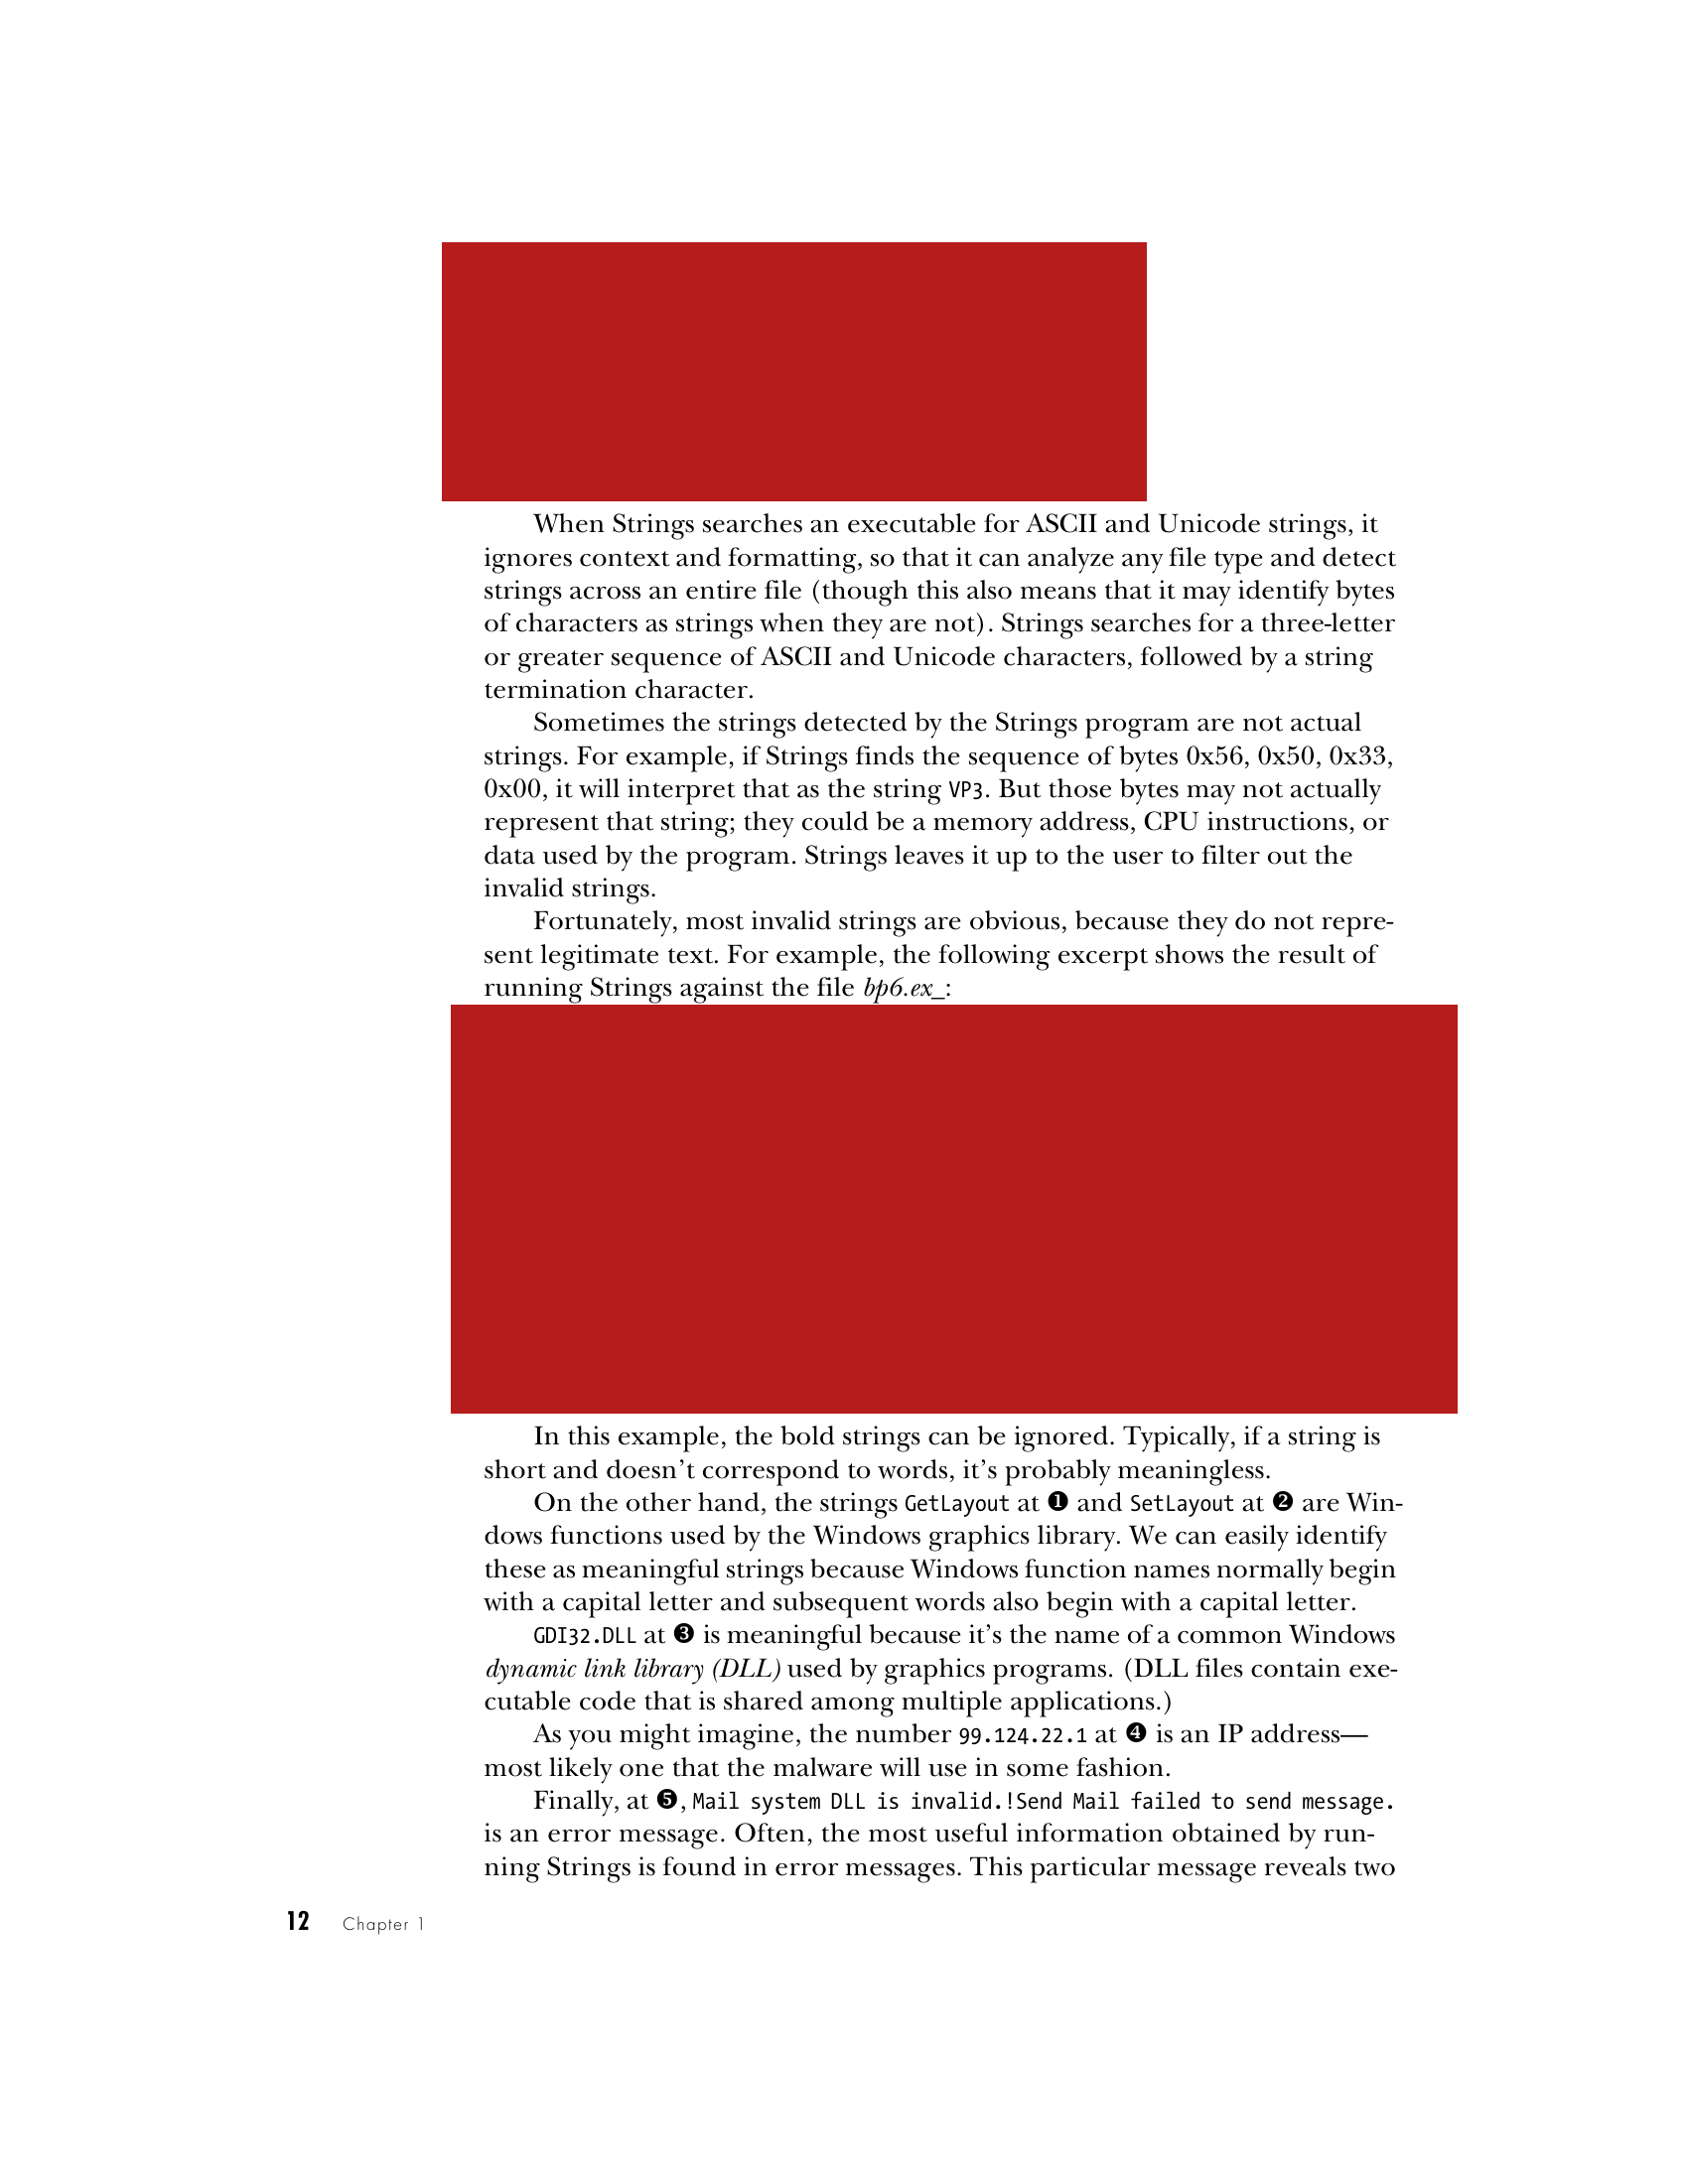 When Strings searches an executable for ASCII and Unicode strings, it
ignores context and formatting, so that it can analyze any file type and detect
strings across an entire file (though this also means that it may identify bytes
of characters as strings when they are not). Strings searches for a three-letter
or greater sequence of ASCII and Unicode characters, followed by a string
termination character.
Sometimes the strings detected by the Strings program are not actual
strings. For example, if Strings finds the sequence of bytes 0x56, 0x50, 0x33,
0x00, it will interpret that as the string VP3. But those bytes may not actually
represent that string; they could be a memory address, CPU instructions, or
data used by the program. Strings leaves it up to the user to filter out the
invalid strings.
Fortunately, most invalid strings are obvious, because they do not repre-
sent legitimate text. For example, the following excerpt shows the result of
running Strings against the file bp6.ex_:
In this example, the bold strings can be ignored. Typically, if a string is
short and doesn’t correspond to words, it’s probably meaningless.
On the other hand, the strings GetLayout at ❶ and SetLayout at ❷ are Win-
dows functions used by the Windows graphics library. We can easily identify
these as meaningful strings because Windows function names normally begin
with a capital letter and subsequent words also begin with a capital letter.
GDI32.DLL at ❸ is meaningful because it’s the name of a common Windows
dynamic link library (DLL) used by graphics programs. (DLL files contain exe-
cutable code that is shared among multiple applications.)
As you might imagine, the number 99.124.22.1 at ❹ is an IP address—
most likely one that the malware will use in some fashion.
Finally, at ❺, Mail system DLL is invalid.!Send Mail failed to send message.
is an error message. Often, the most useful information obtained by run-
ning Strings is found in error messages. This particular message reveals two
12 Chapter 1